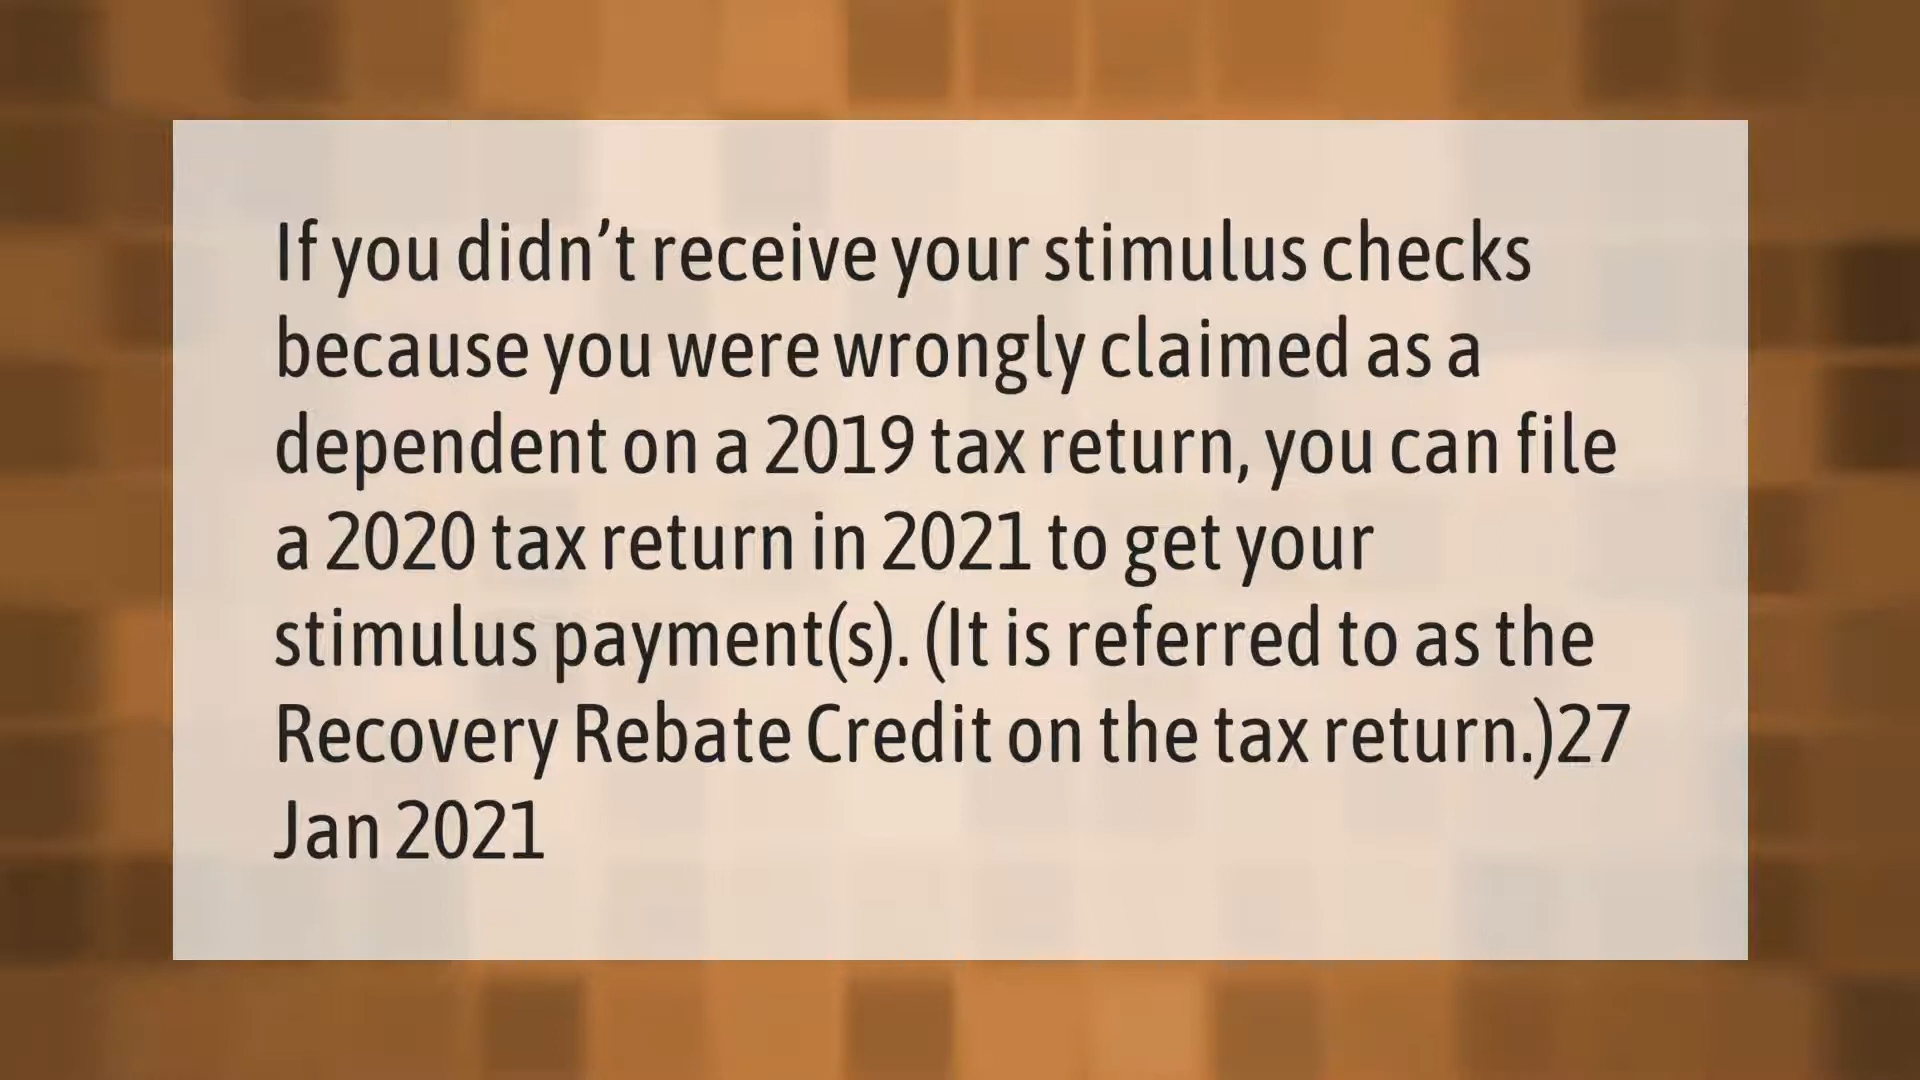 If you didn’t receive your stimulus checks
because you were wrongly claimed as a
dependent on a 2019 tax return, you can file
a 2020 tax return in 2021 to get your
stimulus payment(s). (It is referred to as the
Recovery Rebate Credit on the tax return.)27
Jan 2021